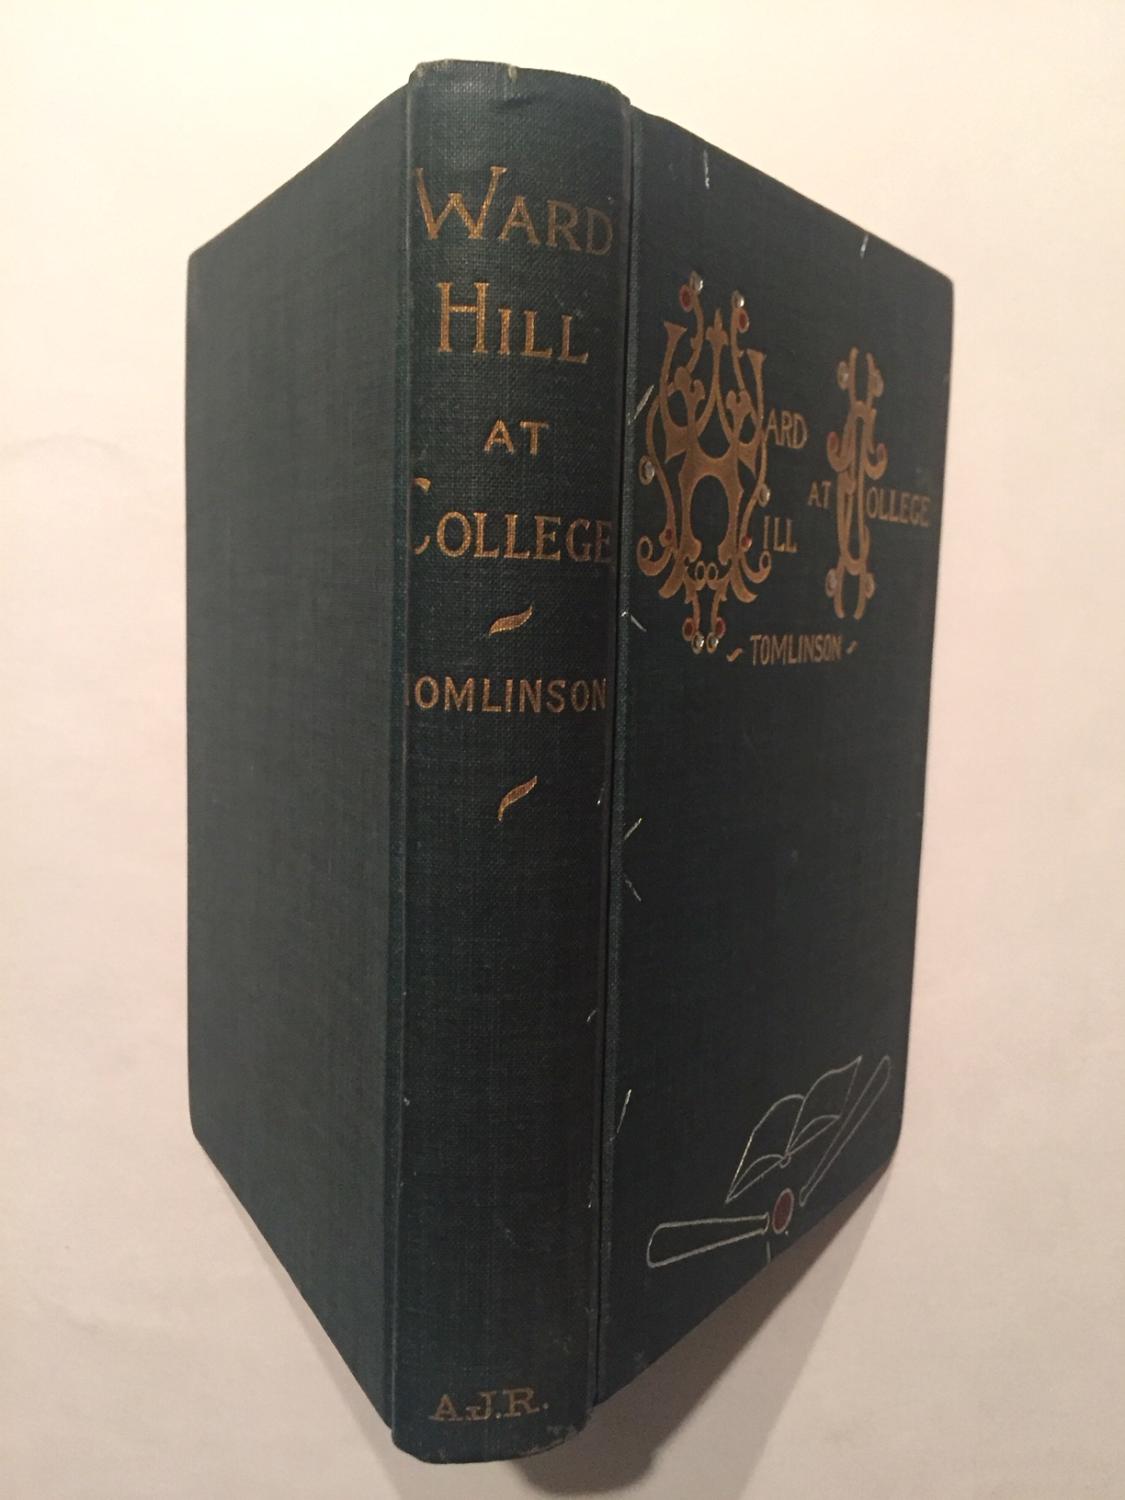 WARD
HILL
AT
COLLEGE
TOMLINSON
A.J.R.
WARD
HILL
AT COLLEGE
~TOMLINSON~